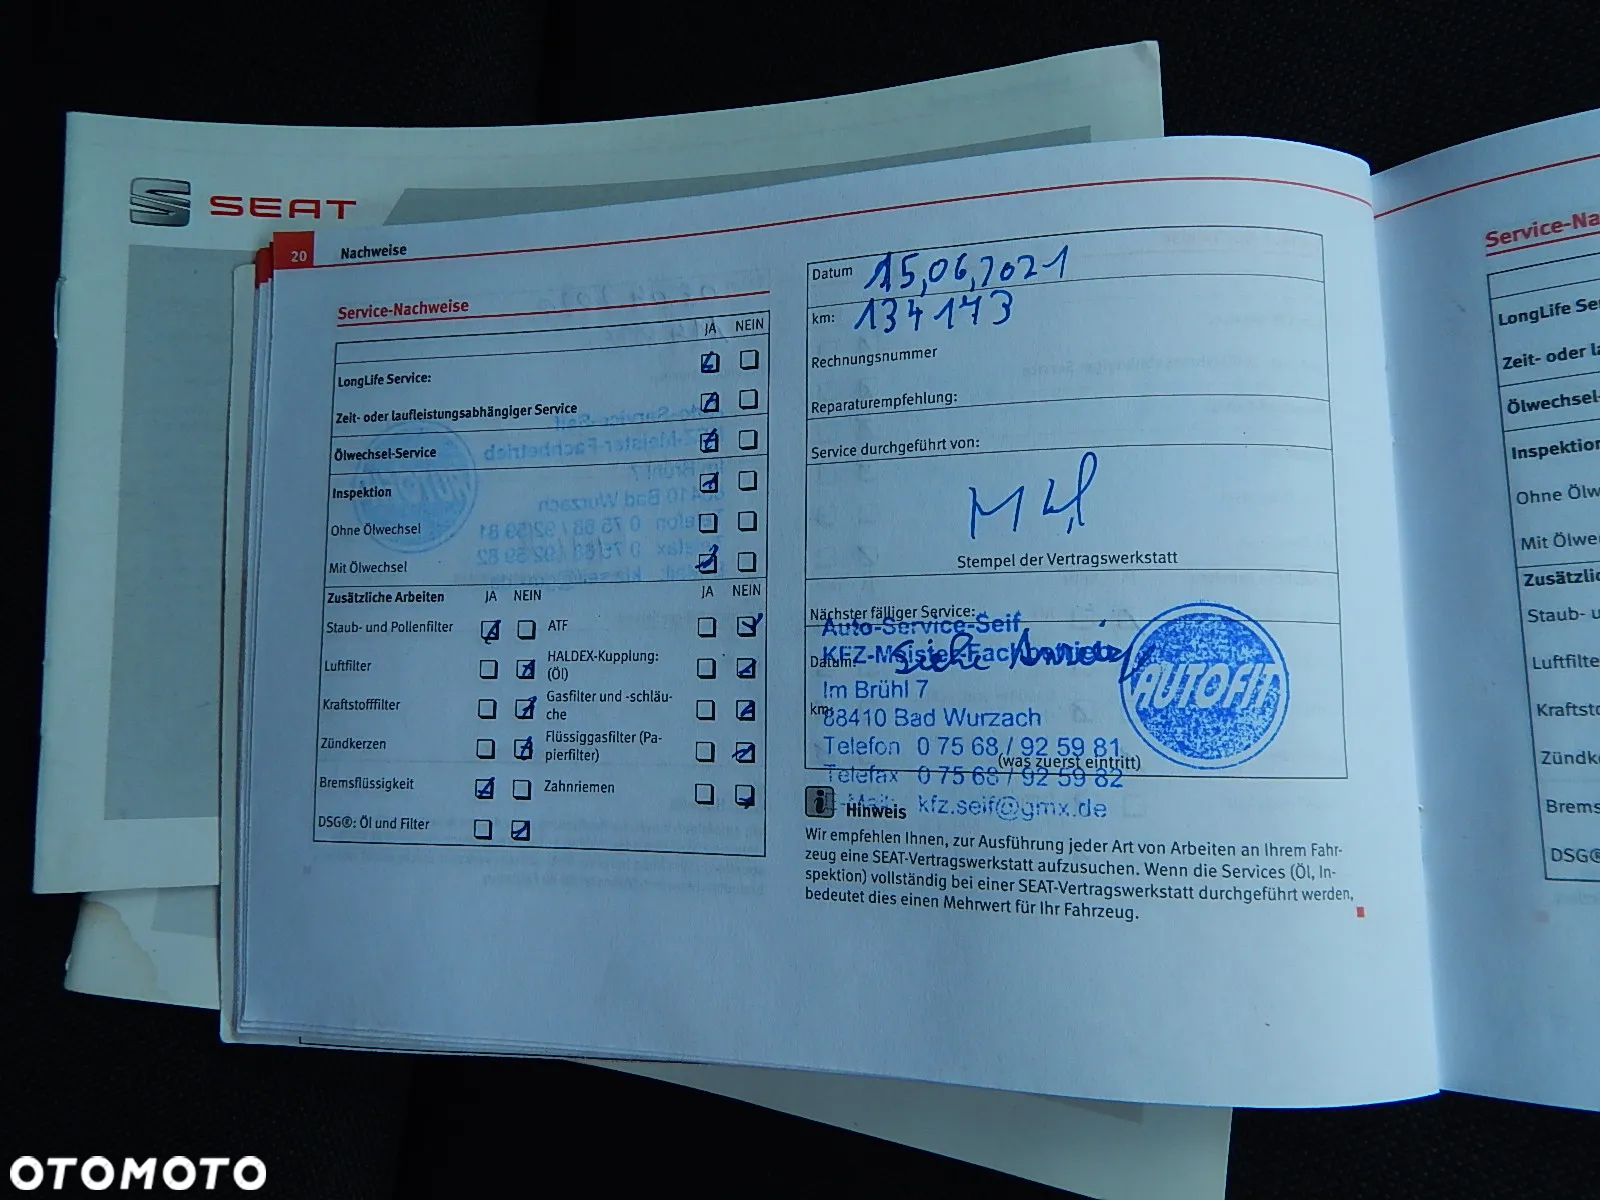 SEAT
20 Nachweise
Service-Nachweise
JA NEIN
LongLife Service:
Zeit- oder laufleistungsabhängiger Service
Ölwechsel-Service
Inspektion
Ohne Ölwechsel
Mit Ölwechsel
Zusätzliche Arbeiten JA NEIN JA NEIN
Staub- und Pollenfilter ATF
Luftfilter HALDEX-Kupplung:
(Öl)
Kraftstofffilter Gasfilter und -schläu-
che
Zündkerzen Flüssiggasfilter (Pa-
pierfilter)
Bremsflüssigkeit Zahnriemen
DSG®: Öl und Filter
Datum 15,06,2021
km: 134173
Rechnungsnummer
Reparaturempfehlung:
Service durchgeführt von:
Stempel der Vertragswerkstatt
Nächster fälliger Service:
Auto-Service-Seif
KFZ-Meister-Fachbetrieb
Datum: Siehe
Im Brühl 7
km:
88410 Bad Wurzach
Telefon 0 75 68 / 92 59 81
(was zuerst eintritt)
Telefax 0 75 68 / 92 59 82
E-Mail: kfz.seif@gmx.de
AUTOFIT
Hinweis
Wir empfehlen Ihnen, zur Ausführung jeder Art von Arbeiten an Ihrem Fahr-
zeug eine SEAT-Vertragswerkstatt aufzusuchen. Wenn die Services (Öl, In-
spektion) vollständig bei einer SEAT-Vertragswerkstatt durchgeführt werden,
bedeutet dies einen Mehrwert für Ihr Fahrzeug.
Service-Na
LongLife Se
Zeit- oder la
Ölwechsel-
Inspektion
Ohne Ölw
Mit Ölwe
Zusätzlic
Staub- u
Luftfilte
Kraftsto
Zündk
Brems
DSG®
OTOMOTO